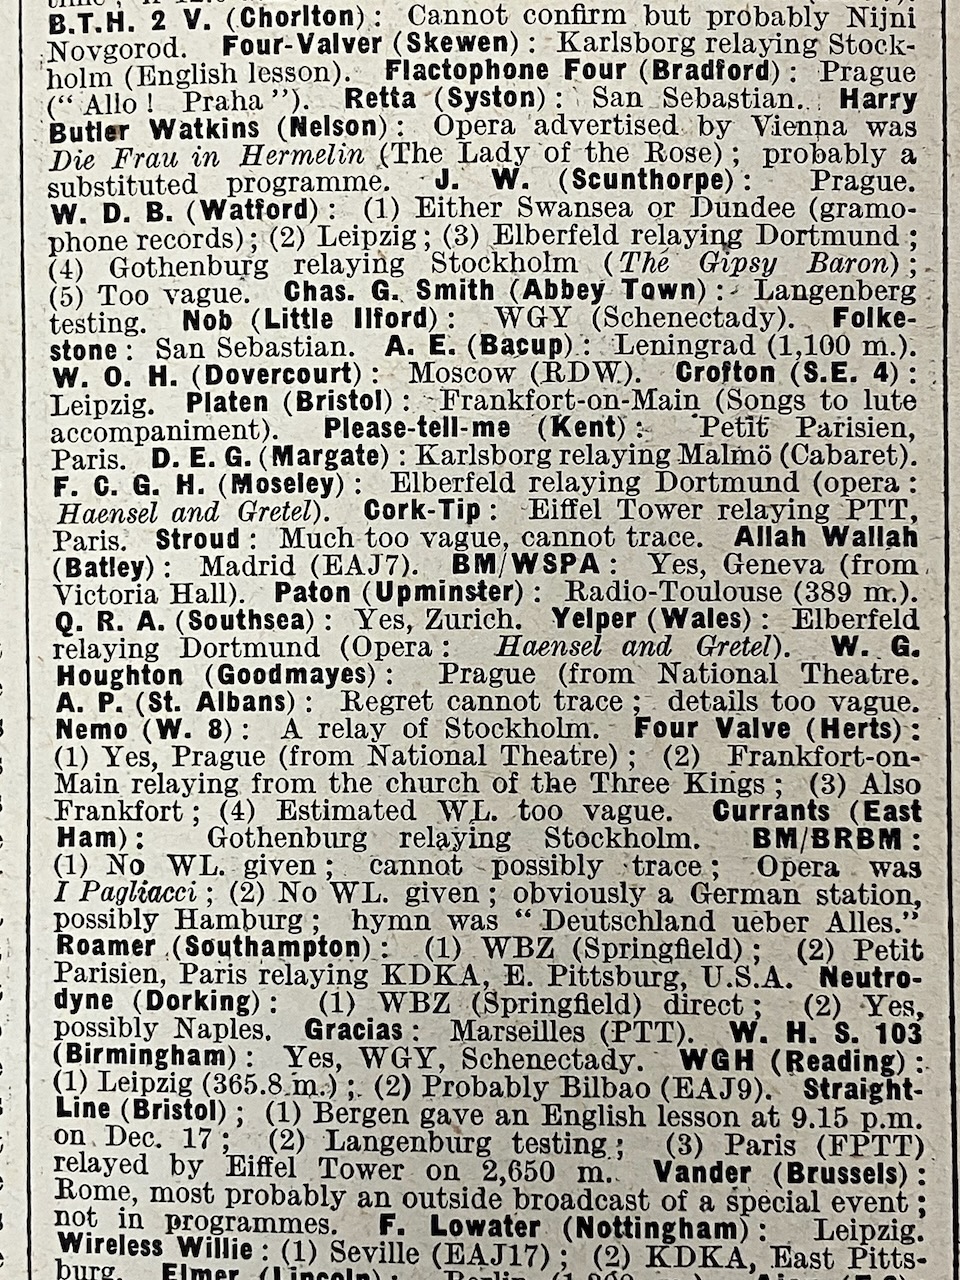 B.T.H. 2 V. (Chorlton): Cannot confirm but probably Nijni
Novgorod. Four-Valver (Skewen): Karlsborg relaying Stock-
holm (English lesson). Flactophone Four (Bradford): Prague
(“Allo! Praha”). Retta (Syston): San Sebastian. Harry
Butler Watkins (Nelson): Opera advertised by Vienna was
Die Frau in Hermelin (The Lady of the Rose); probably a
substituted programme. J. W. (Scunthorpe): Prague.
W. D. B. (Watford): (1) Either Swansea or Dundee (gramo-
phone records); (2) Leipzig; (3) Elberfeld relaying Dortmund;
(4) Gothenburg relaying Stockholm (The Gipsy Baron);
(5) Too vague. Chas. G. Smith (Abbey Town): Langenberg
testing. Nob (Little Ilford): WGY (Schenectady). Folke-
stone: San Sebastian. A. E. (Bacup): Leningrad (1,100 m.).
W. O. H. (Dovercourt): Moscow (RDW). Crofton (S.E. 4):
Leipzig. Platen (Bristol): Frankfort-on-Main (Songs to lute
accompaniment). Please-tell-me (Kent): Petit Parisien,
Paris. D. E. G. (Margate): Karlsborg relaying Malmö (Cabaret).
F. C. G. H. (Moseley): Elberfeld relaying Dortmund (opera:
Haensel and Gretel). Cork-Tip: Eiffel Tower relaying PTT,
Paris. Stroud: Much too vague, cannot trace. Allah Wallah
(Batley): Madrid (EAJ7). BM/WSPA: Yes, Geneva (from
Victoria Hall). Paton (Upminster): Radio-Toulouse (389 m.).
Q. R. A. (Southsea): Yes, Zurich. Yelper (Wales): Elberfeld
relaying Dortmund (Opera: Haensel and Gretel). W. G.
Houghton (Goodmayes): Prague (from National Theatre.
A. P. (St. Albans): Regret cannot trace; details too vague.
Nemo (W. 8): A relay of Stockholm. Four Valve (Herts):
(1) Yes, Prague (from National Theatre); (2) Frankfort-on-
Main relaying from the church of the Three Kings; (3) Also
Frankfort; (4) Estimated WL. too vague. Currants (East
Ham): Gothenburg relaying Stockholm. BM/BRBM:
(1) No WL. given; cannot possibly trace; Opera was
I Pagliacci; (2) No WL. given; obviously a German station,
possibly Hamburg; hymn was “Deutschland ueber Alles.”
Roamer (Southampton): (1) WBZ (Springfield); (2) Petit
Parisien, Paris relaying KDKA, E. Pittsburg, U.S.A. Neutro-
dyne (Dorking): (1) WBZ (Springfield) direct; (2) Yes,
possibly Naples. Gracias: Marseilles (PTT). W. H. S. 103
(Birmingham): Yes, WGY, Schenectady. WGH (Reading):
(1) Leipzig (365.8 m.); (2) Probably Bilbao (EAJ9). Straight-
Line (Bristol); (1) Bergen gave an English lesson at 9.15 p.m.
on Dec. 17; (2) Langenburg testing; (3) Paris (FPTT)
relayed by Eiffel Tower on 2,650 m. Vander (Brussels):
Rome, most probably an outside broadcast of a special event;
not in programmes. F. Lowater (Nottingham): Leipzig.
Wireless Willie: (1) Seville (EAJ17); (2) KDKA, East Pitts-
burg. Elmer (Lincoln): Berlin